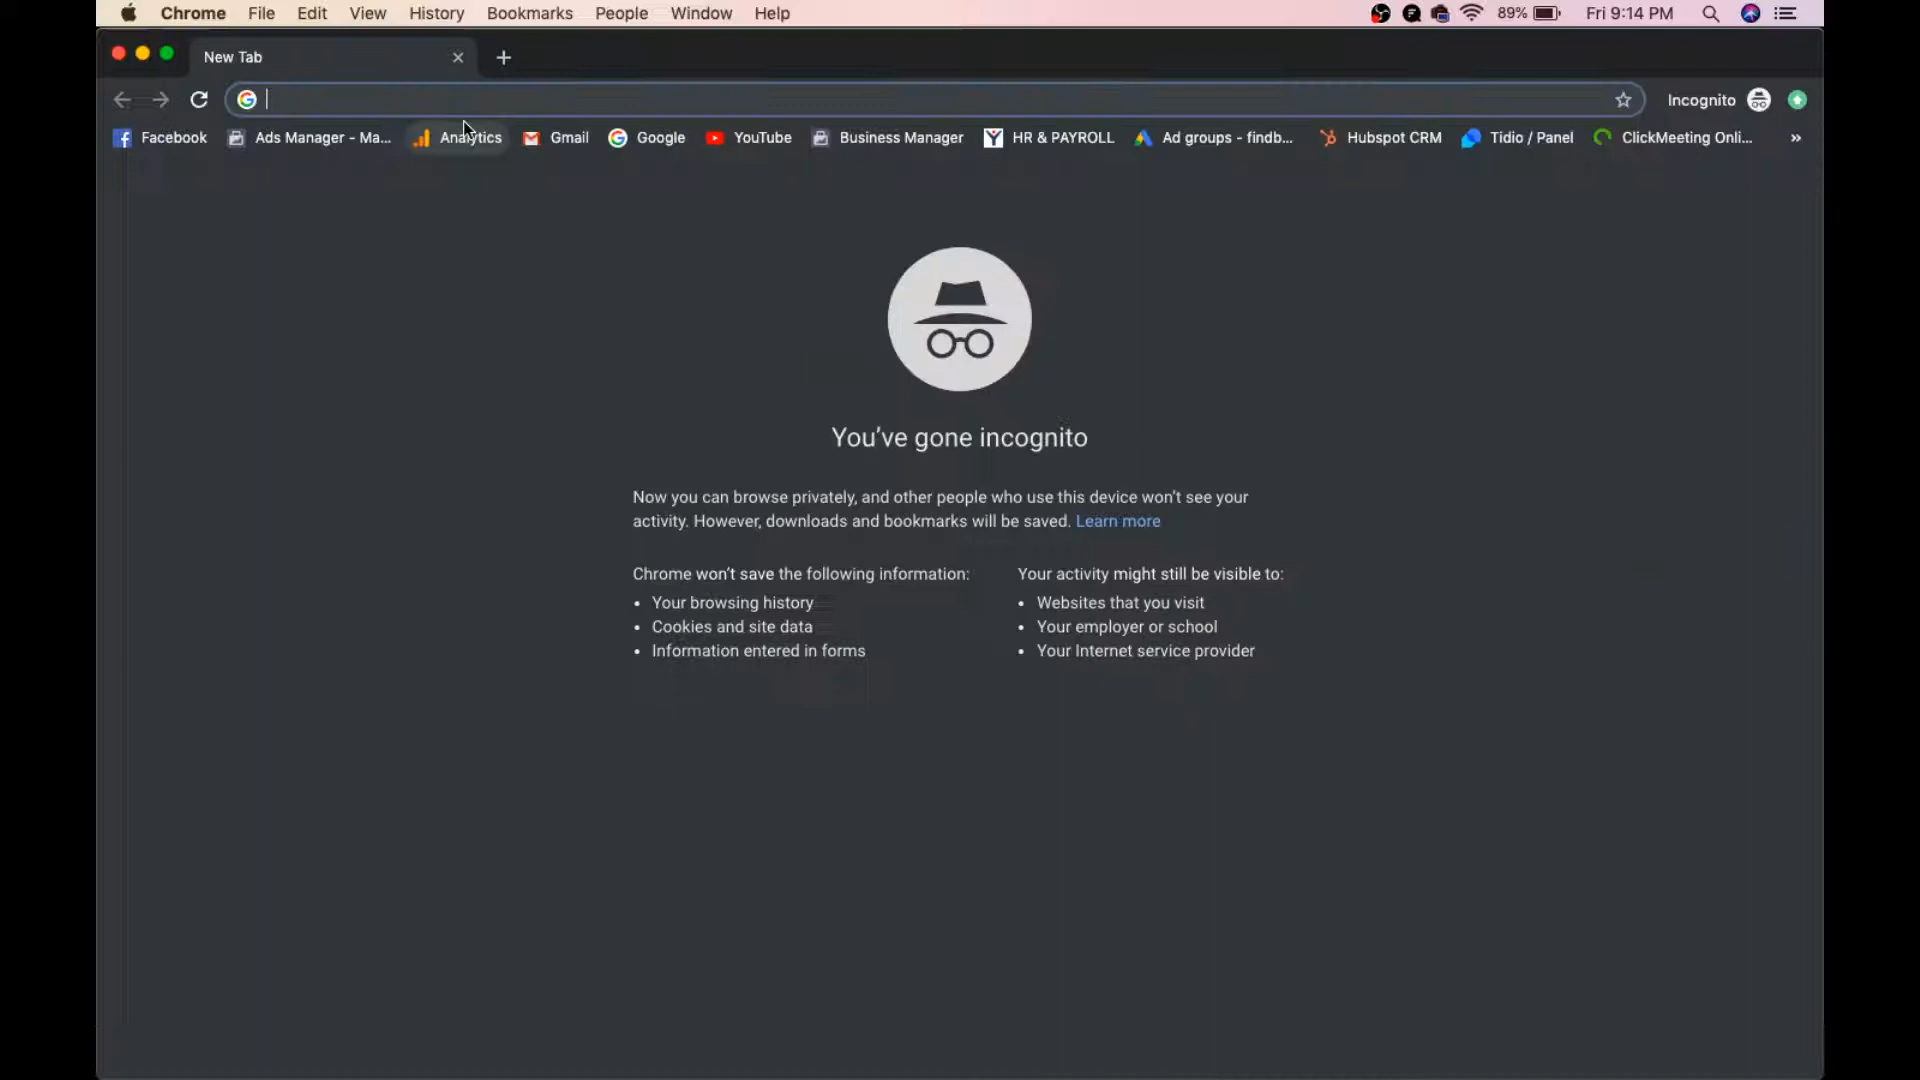 Chrome File Edit View History Bookmarks People Window Help 89% Fri 9:14 PM
New Tab
Incognito
Facebook Ads Manager - Ma... Analytics Gmail Google YouTube Business Manager HR & PAYROLL Ad groups - findb... Hubspot CRM Tidio / Panel ClickMeeting Onli... »
You’ve gone incognito
Now you can browse privately, and other people who use this device won’t see your
activity. However, downloads and bookmarks will be saved. Learn more
Chrome won’t save the following information:
• Your browsing history
• Cookies and site data
• Information entered in forms
Your activity might still be visible to:
• Websites that you visit
• Your employer or school
• Your Internet service provider